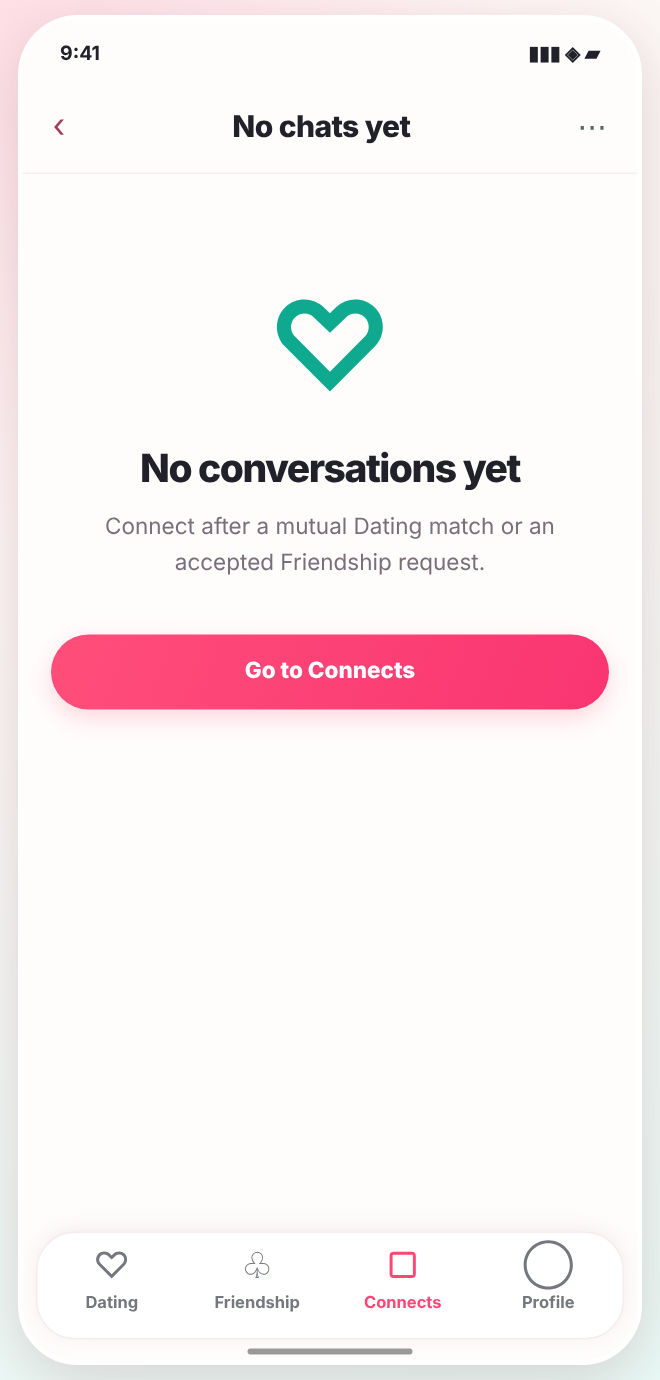 9:41
No chats yet
No conversations yet
Connect after a mutual Dating match or an
accepted Friendship request.
Go to Connects
Dating
Friendship
Connects
Profile